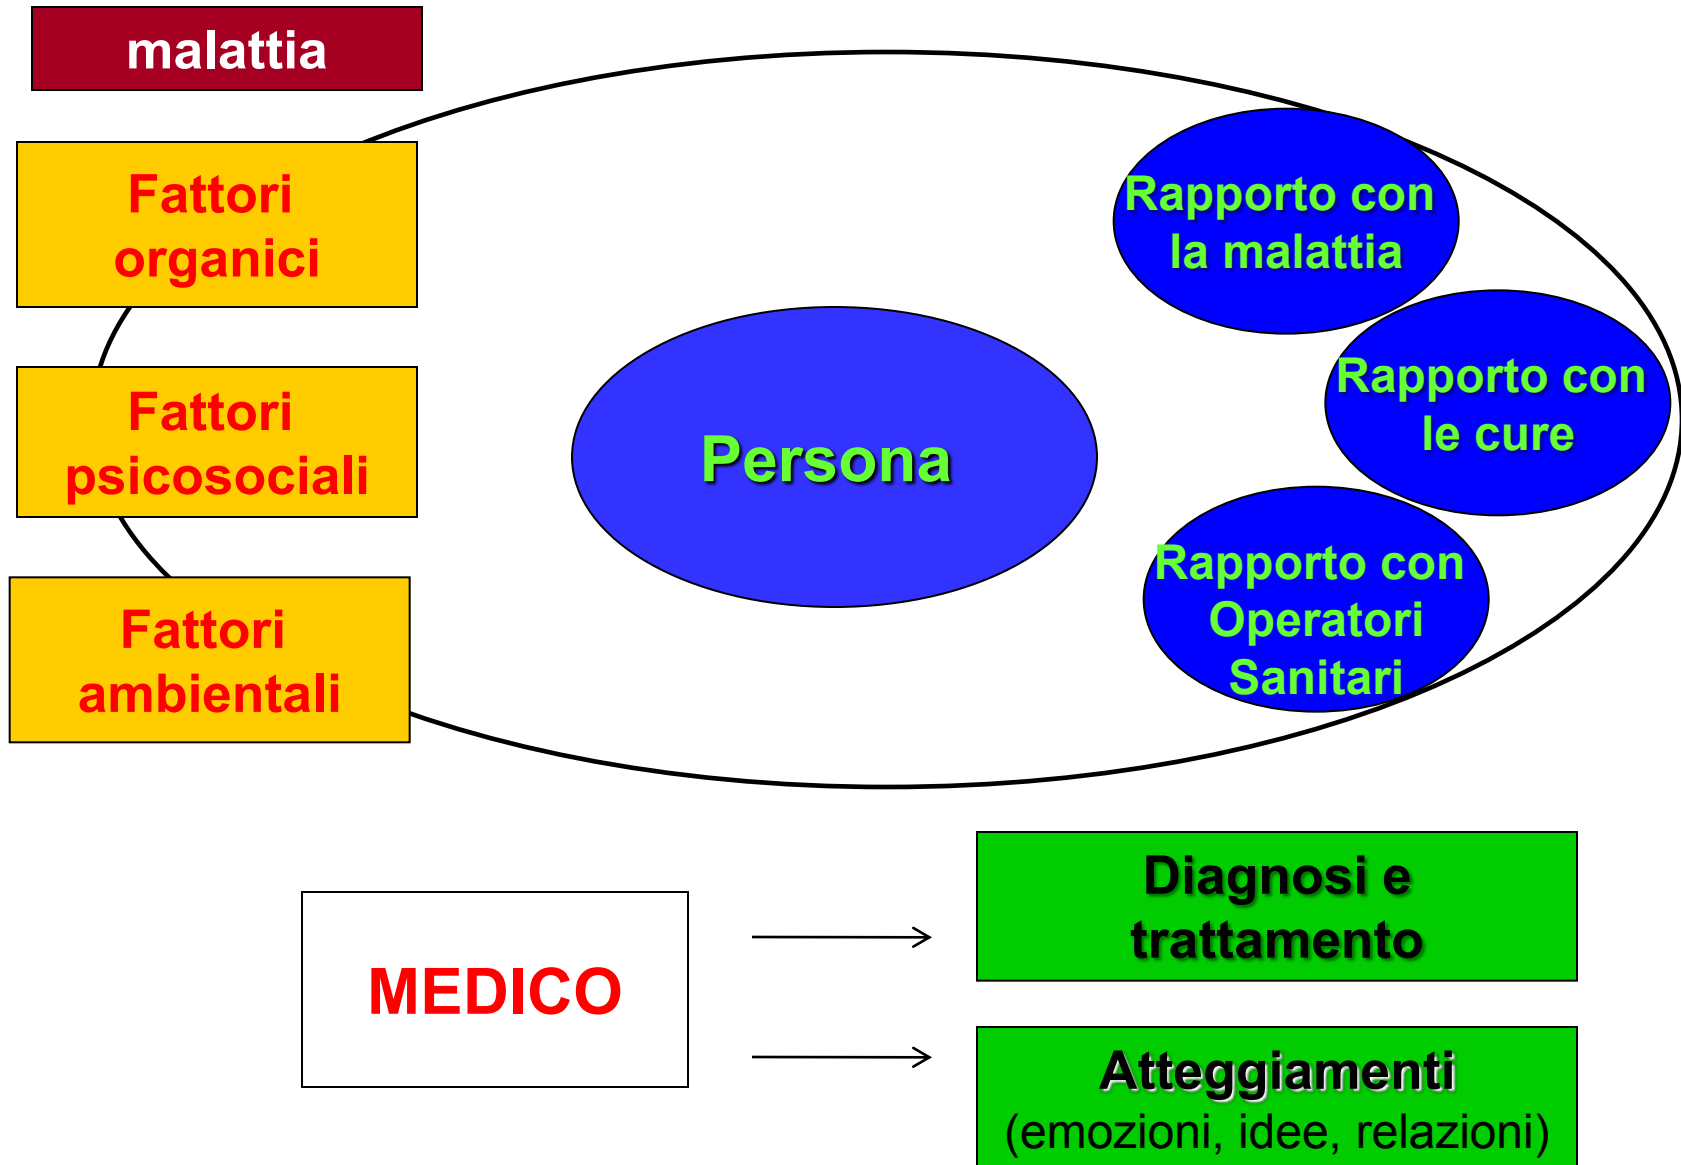 malattia
Fattori
organici
Fattori
psicosociali
Fattori
ambientali
Persona
Rapporto con
la malattia
Rapporto con
le cure
Rapporto con
Operatori
Sanitari
MEDICO
Diagnosi e
trattamento
Atteggiamenti
(emozioni, idee, relazioni)